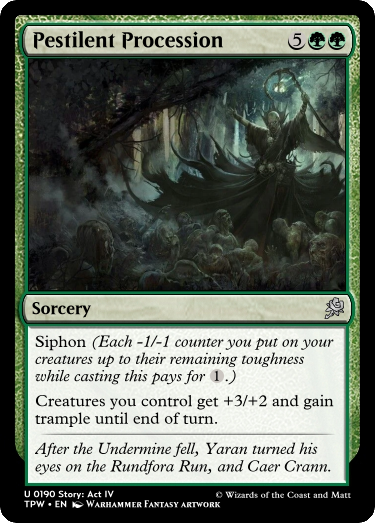 Pestilent Procession 5
Sorcery
Siphon (Each -1/-1 counter you put on your
creatures up to their remaining toughness
while casting this pays for 1.)
Creatures you control get +3/+2 and gain
trample until end of turn.
After the Undermine fell, Yaran turned his
eyes on the Rundfora Run, and Caer Crann.
U 0190 Story: Act IV
TPW • EN Warhammer Fantasy artwork
© Wizards of the Coast and Matt